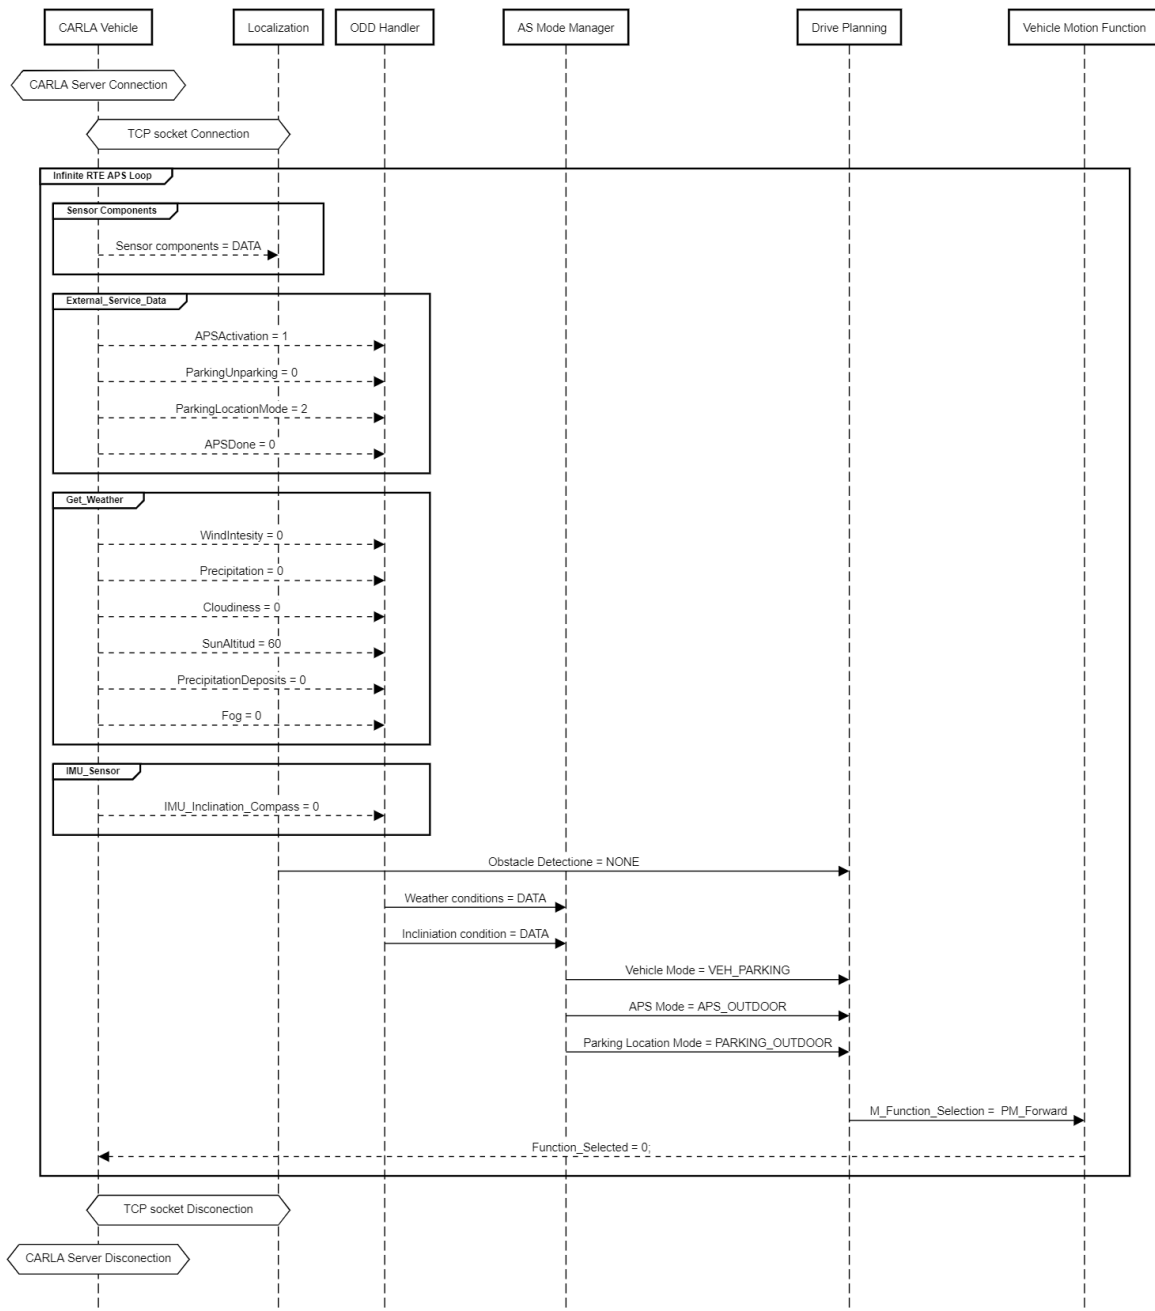 CARLA Vehicle
Localization
ODD Handler
AS Mode Manager
Drive Planning
Vehicle Motion Function
CARLA Server Connection
TCP socket Connection
Infinite RTE APS Loop
Sensor Components
Sensor components = DATA
External_Service_Data
APSActivation = 1
ParkingUnparking = 0
ParkingLocationMode = 2
APSDone = 0
Get_Weather
WindIntesity = 0
Precipitation = 0
Cloudiness = 0
SunAltitud = 60
PrecipitationDeposits = 0
Fog = 0
IMU_Sensor
IMU_Inclination_Compass = 0
Obstacle Detectione = NONE
Weather conditions = DATA
Incliniation condition = DATA
Vehicle Mode = VEH_PARKING
APS Mode = APS_OUTDOOR
Parking Location Mode = PARKING_OUTDOOR
M_Function_Selection =  PM_Forward
Function_Selected = 0;
TCP socket Disconection
CARLA Server Disconection